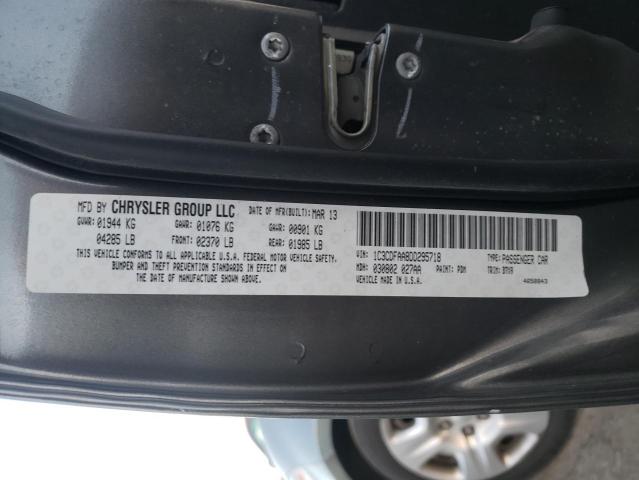 930
MFD BY CHRYSLER GROUP LLC DATE OF MFR(BUILT): MAR 13
GVWR: 01944 KG GAWR: 01076 KG GAWR: 00901 KG
04285 LB FRONT: 02370 LB REAR: 01985 LB
THIS VEHICLE CONFORMS TO ALL APPLICABLE U.S.A. FEDERAL MOTOR VEHICLE SAFETY,
BUMPER AND THEFT PREVENTION STANDARDS IN EFFECT ON
THE DATE OF MANUFACTURE SHOWN ABOVE.
VIN: 1C3CDFAA8DD295718 TYPE: PASSENGER CAR
MDH: 030802 027AA PAINT: PDM TRIM: BTX9
VEHICLE MADE IN U.S.A. 4850843